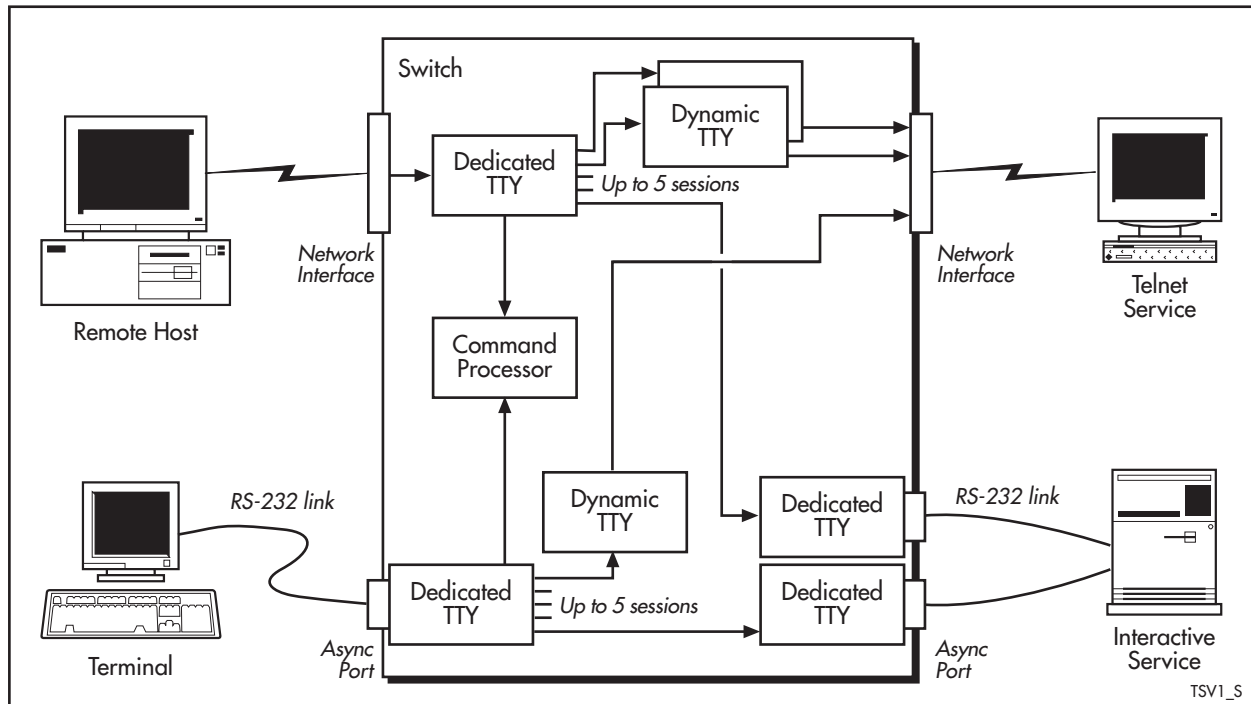 Switch
Dynamic
TTY
Dedicated
TTY
Up to 5 sessions
Network
Interface
Network
Interface
Remote Host
Telnet
Service
Command
Processor
RS-232 link
Dynamic
TTY
Dedicated
TTY
RS-232 link
Dedicated
TTY
Up to 5 sessions
Dedicated
TTY
Async
Port
Async
Port
Terminal
Interactive
Service
TSV1_S